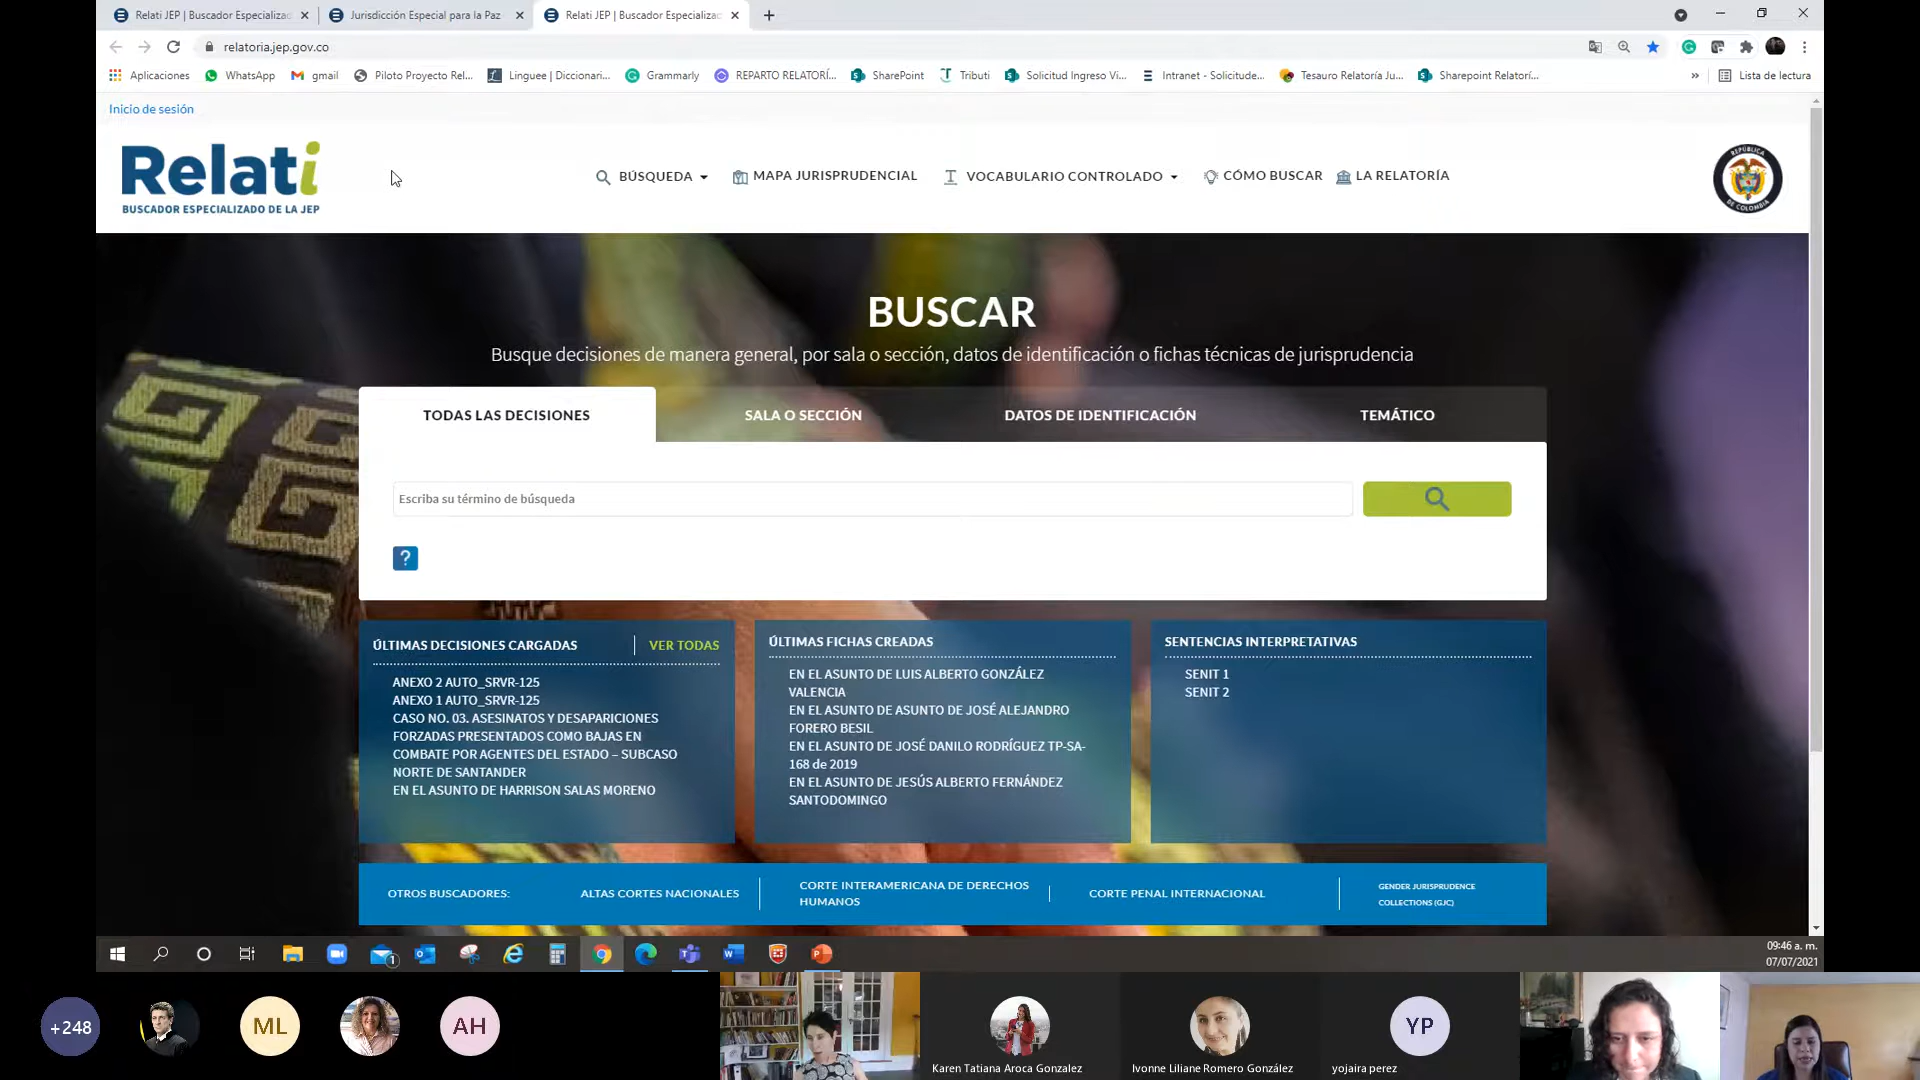 Relati JEP | Buscador Especializad
Jurisdicción Especial para la Paz
Relati JEP | Buscador Especializad
relatoria.jep.gov.co
Aplicaciones
WhatsApp
gmail
Piloto Proyecto Rel...
Linguee | Diccionari...
Grammarly
REPARTO RELATORÍ...
SharePoint
Tributi
Solicitud Ingreso Vi...
Intranet - Solicitude...
Tesauro Relatoría Ju...
Sharepoint Relatorí...
»
Lista de lectura
Inicio de sesión
Relati
BUSCADOR ESPECIALIZADO DE LA JEP
BÚSQUEDA
MAPA JURISPRUDENCIAL
VOCABULARIO CONTROLADO
CÓMO BUSCAR
LA RELATORÍA
REPÚBLICA
DE COLOMBIA
BUSCAR
Busque decisiones de manera general, por sala o sección, datos de identificación o fichas técnicas de jurisprudencia
TODAS LAS DECISIONES
SALA O SECCIÓN
DATOS DE IDENTIFICACIÓN
TEMÁTICO
Escriba su término de búsqueda
?
ÚLTIMAS DECISIONES CARGADAS
VER TODAS
ANEXO 2 AUTO_SRVR-125
ANEXO 1 AUTO_SRVR-125
CASO NO. 03. ASESINATOS Y DESAPARICIONES
FORZADAS PRESENTADOS COMO BAJAS EN
COMBATE POR AGENTES DEL ESTADO – SUBCASO
NORTE DE SANTANDER
EN EL ASUNTO DE HARRISON SALAS MORENO
ÚLTIMAS FICHAS CREADAS
EN EL ASUNTO DE LUIS ALBERTO GONZÁLEZ
VALENCIA
EN EL ASUNTO DE ASUNTO DE JOSÉ ALEJANDRO
FORERO BESIL
EN EL ASUNTO DE JOSÉ DANILO RODRÍGUEZ TP-SA-
168 de 2019
EN EL ASUNTO DE JESÚS ALBERTO FERNÁNDEZ
SANTODOMINGO
SENTENCIAS INTERPRETATIVAS
SENIT 1
SENIT 2
OTROS BUSCADORES:
ALTAS CORTES NACIONALES
CORTE INTERAMERICANA DE DERECHOS
HUMANOS
CORTE PENAL INTERNACIONAL
GENDER JURISPRUDENCE
COLLECTIONS (GJC)
1
09:46 a. m.
07/07/2021
+248
ML
AH
YP
Karen Tatiana Aroca Gonzalez
Ivonne Liliane Romero González
yojaira perez